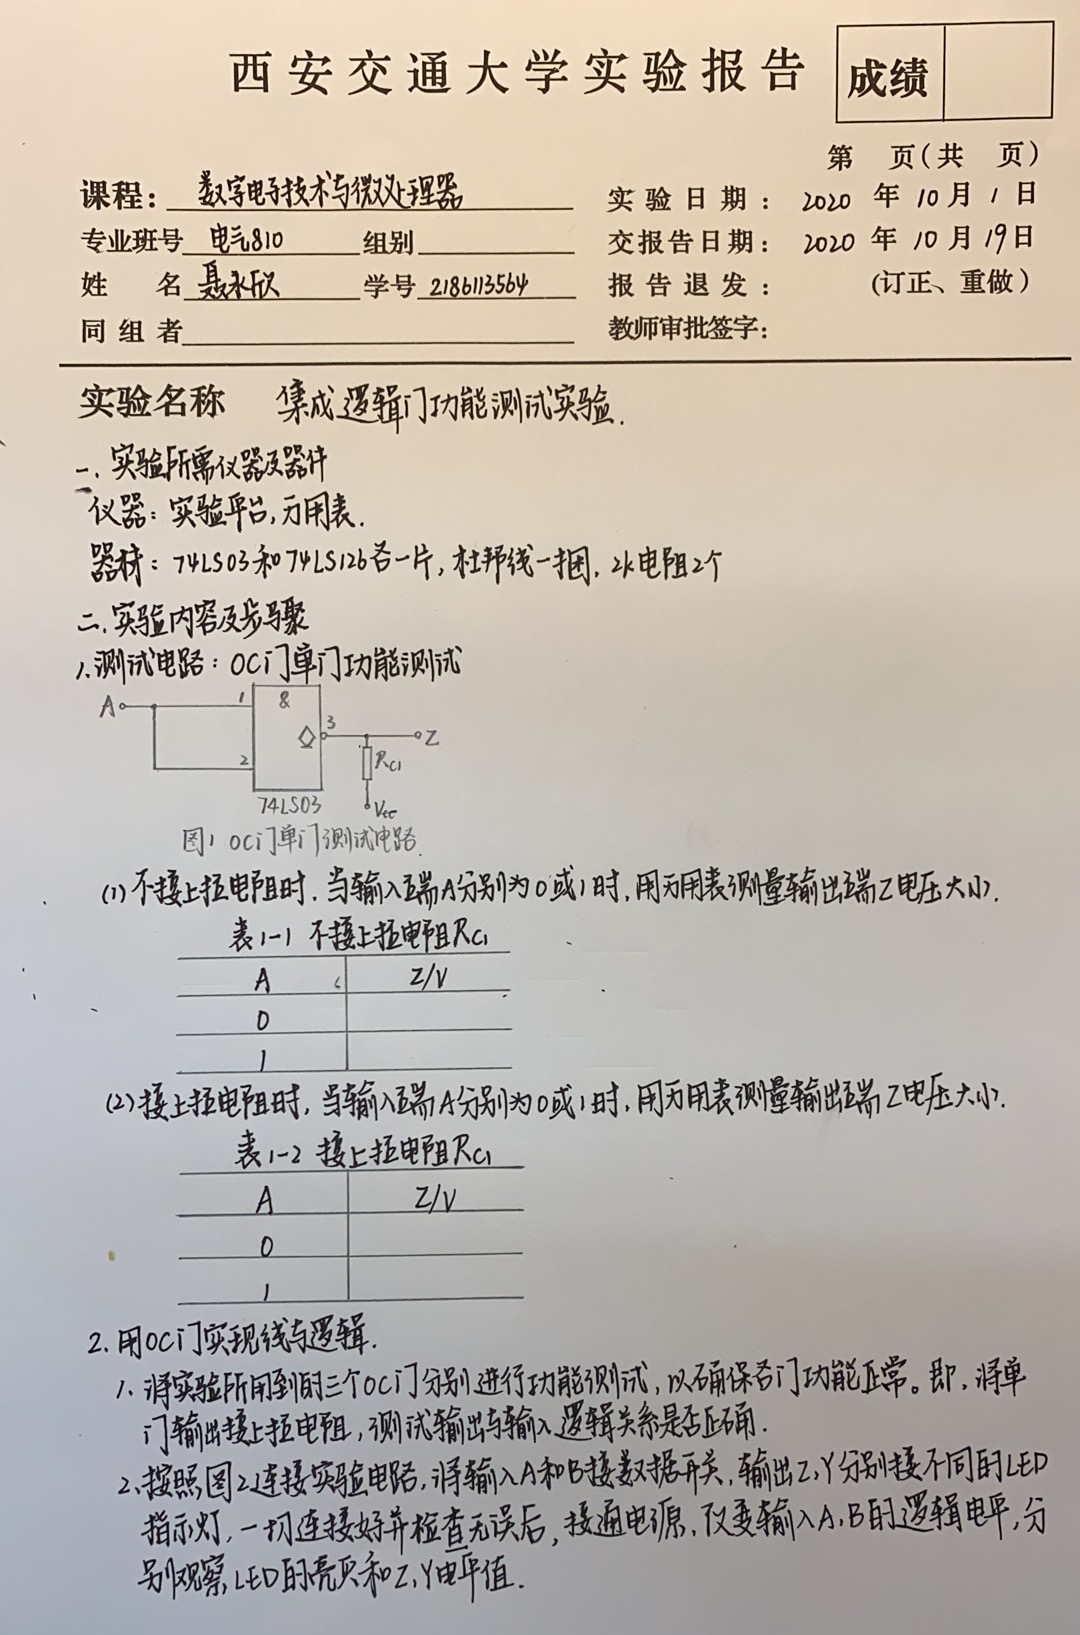 西安交通大学实验报告
成绩
第 页(共 页)
课程: 数字电子技术与微处理器
实验日期: 2020 年 10 月 1 日
专业班号 电气810 组别
交报告日期: 2020 年 10 月 19 日
姓 名 聂永欣 学号 2186113564
报告退发: (订正、重做)
同组者
教师审批签字:
实验名称 集成逻辑门功能测试实验.
一. 实验所需仪器及器件
仪器: 实验平台, 万用表.
器材: 74LS03和74LS126各一片, 杜邦线一捆, 2k电阻2个
二. 实验内容及步骤
1. 测试电路: OC门单门功能测试
A 1 &
3 Z
2 RC1
74LS03 Vcc
图1 OC门单门测试电路.
(1) 不接上拉电阻时, 当输入端A分别为0或1时, 用万用表测量输出端Z电压大小.
表1-1 不接上拉电阻RC1
A Z/V
0
1
(2) 接上拉电阻时, 当输入端A分别为0或1时, 用万用表测量输出端Z电压大小.
表1-2 接上拉电阻RC1
A Z/V
0
1
2. 用OC门实现线与逻辑.
1. 将实验所用到的三个OC门分别进行功能测试, 以确保各门功能正常。即, 将单
门输出接上拉电阻, 测试输出与输入逻辑关系是否正确.
2. 按照图2连接实验电路, 将输入A和B接数据开关, 输出Z, Y分别接不同的LED
指示灯, 一切连接好并检查无误后, 接通电源, 改变输入A, B的逻辑电平, 分
别观察LED的亮灭和Z, Y电平值.